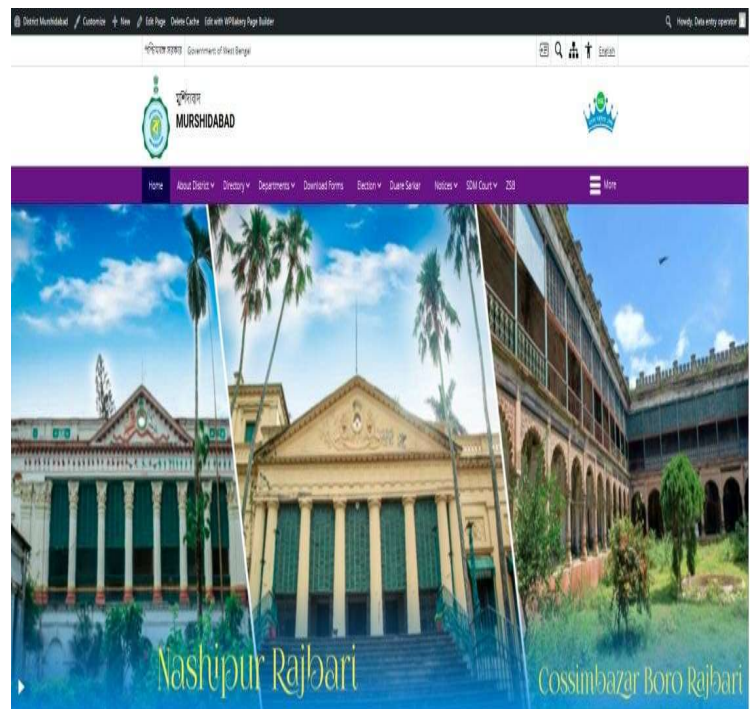 District Murshidabad Customize New Edit Page Delete Cache Edit with WPBakery Page Builder Howdy, Data entry operator
পশ্চিমবঙ্গ সরকার Government of West Bengal English
মুর্শিদাবাদ
MURSHIDABAD
Home About District Directory Departments Download Forms Election Duare Sarkar Notices SDM Court ZSB More
Nashipur Rajbari
Cossimbazar Boro Rajbari